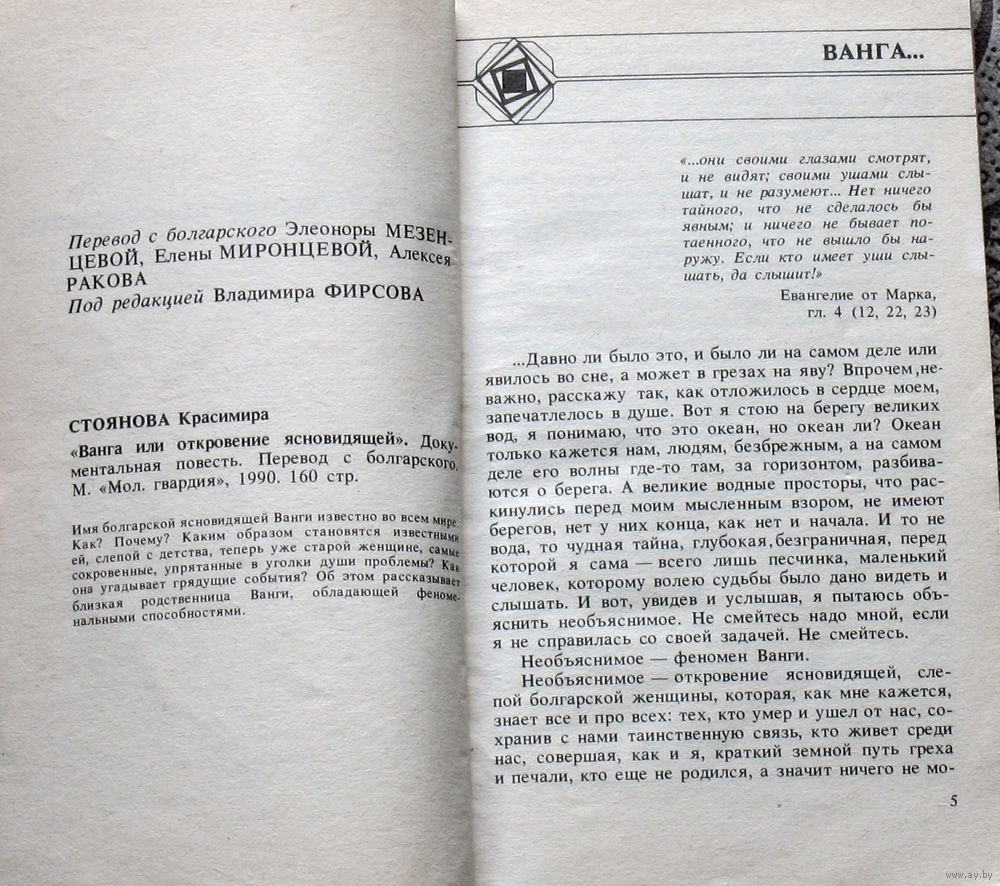 Перевод с болгарского Элеоноры МЕЗЕН-
ЦЕВОЙ, Елены МИРОНЦЕВОЙ, Алексея
РАКОВА
Под редакцией Владимира ФИРСОВА
СТОЯНОВА Красимира
«Ванга или откровение ясновидящей». Доку-
ментальная повесть. Перевод с болгарского.
М. «Мол. гвардия», 1990. 160 стр.
Имя болгарской ясновидящей Ванги известно во всем мире.
Как? Почему? Каким образом становятся известными
ей, слепой с детства, теперь уже старой женщине, самые
сокровенные, упрятанные в уголки души проблемы? Как
она угадывает грядущие события? Об этом рассказывает
близкая родственница Ванги, обладающей феноме-
нальными способностями.
ВАНГА...
«...они своими глазами смотрят,
и не видят; своими ушами слы-
шат, и не разумеют... Нет ничего
тайного, что не сделалось бы
явным; и ничего не бывает по-
таенного, что не вышло бы на-
ружу. Если кто имеет уши слы-
шать, да слышит!»
Евангелие от Марка,
гл. 4 (12, 22, 23)
...Давно ли было это, и было ли на самом деле или
явилось во сне, а может в грезах на яву? Впрочем,не-
важно, расскажу так, как отложилось в сердце моем,
запечатлелось в душе. Вот я стою на берегу великих
вод, я понимаю, что это океан, но океан ли? Океан
только кажется нам, людям, безбрежным, а на самом
деле его волны где-то там, за горизонтом, разбива-
ются о берега. А великие водные просторы, что рас-
кинулись перед моим мысленным взором, не имеют
берегов, нет у них конца, как нет и начала. И то не
вода, то чудная тайна, глубокая,безграничная, перед
которой я сама — всего лишь песчинка, маленький
человек, которому волею судьбы было дано видеть и
слышать. И вот, увидев и услышав, я пытаюсь объ-
яснить необъяснимое. Не смейтесь надо мной, если
я не справилась со своей задачей. Не смейтесь.
Необъяснимое — феномен Ванги.
Необъяснимое — откровение ясновидящей, сле-
пой болгарской женщины, которая, как мне кажется,
знает все и про всех: тех, кто умер и ушел от нас, со-
хранив с нами таинственную связь, кто живет среди
нас, совершая, как и я, краткий земной путь греха
и печали, кто еще не родился, а значит ничего не мо-
5
www.ay.by